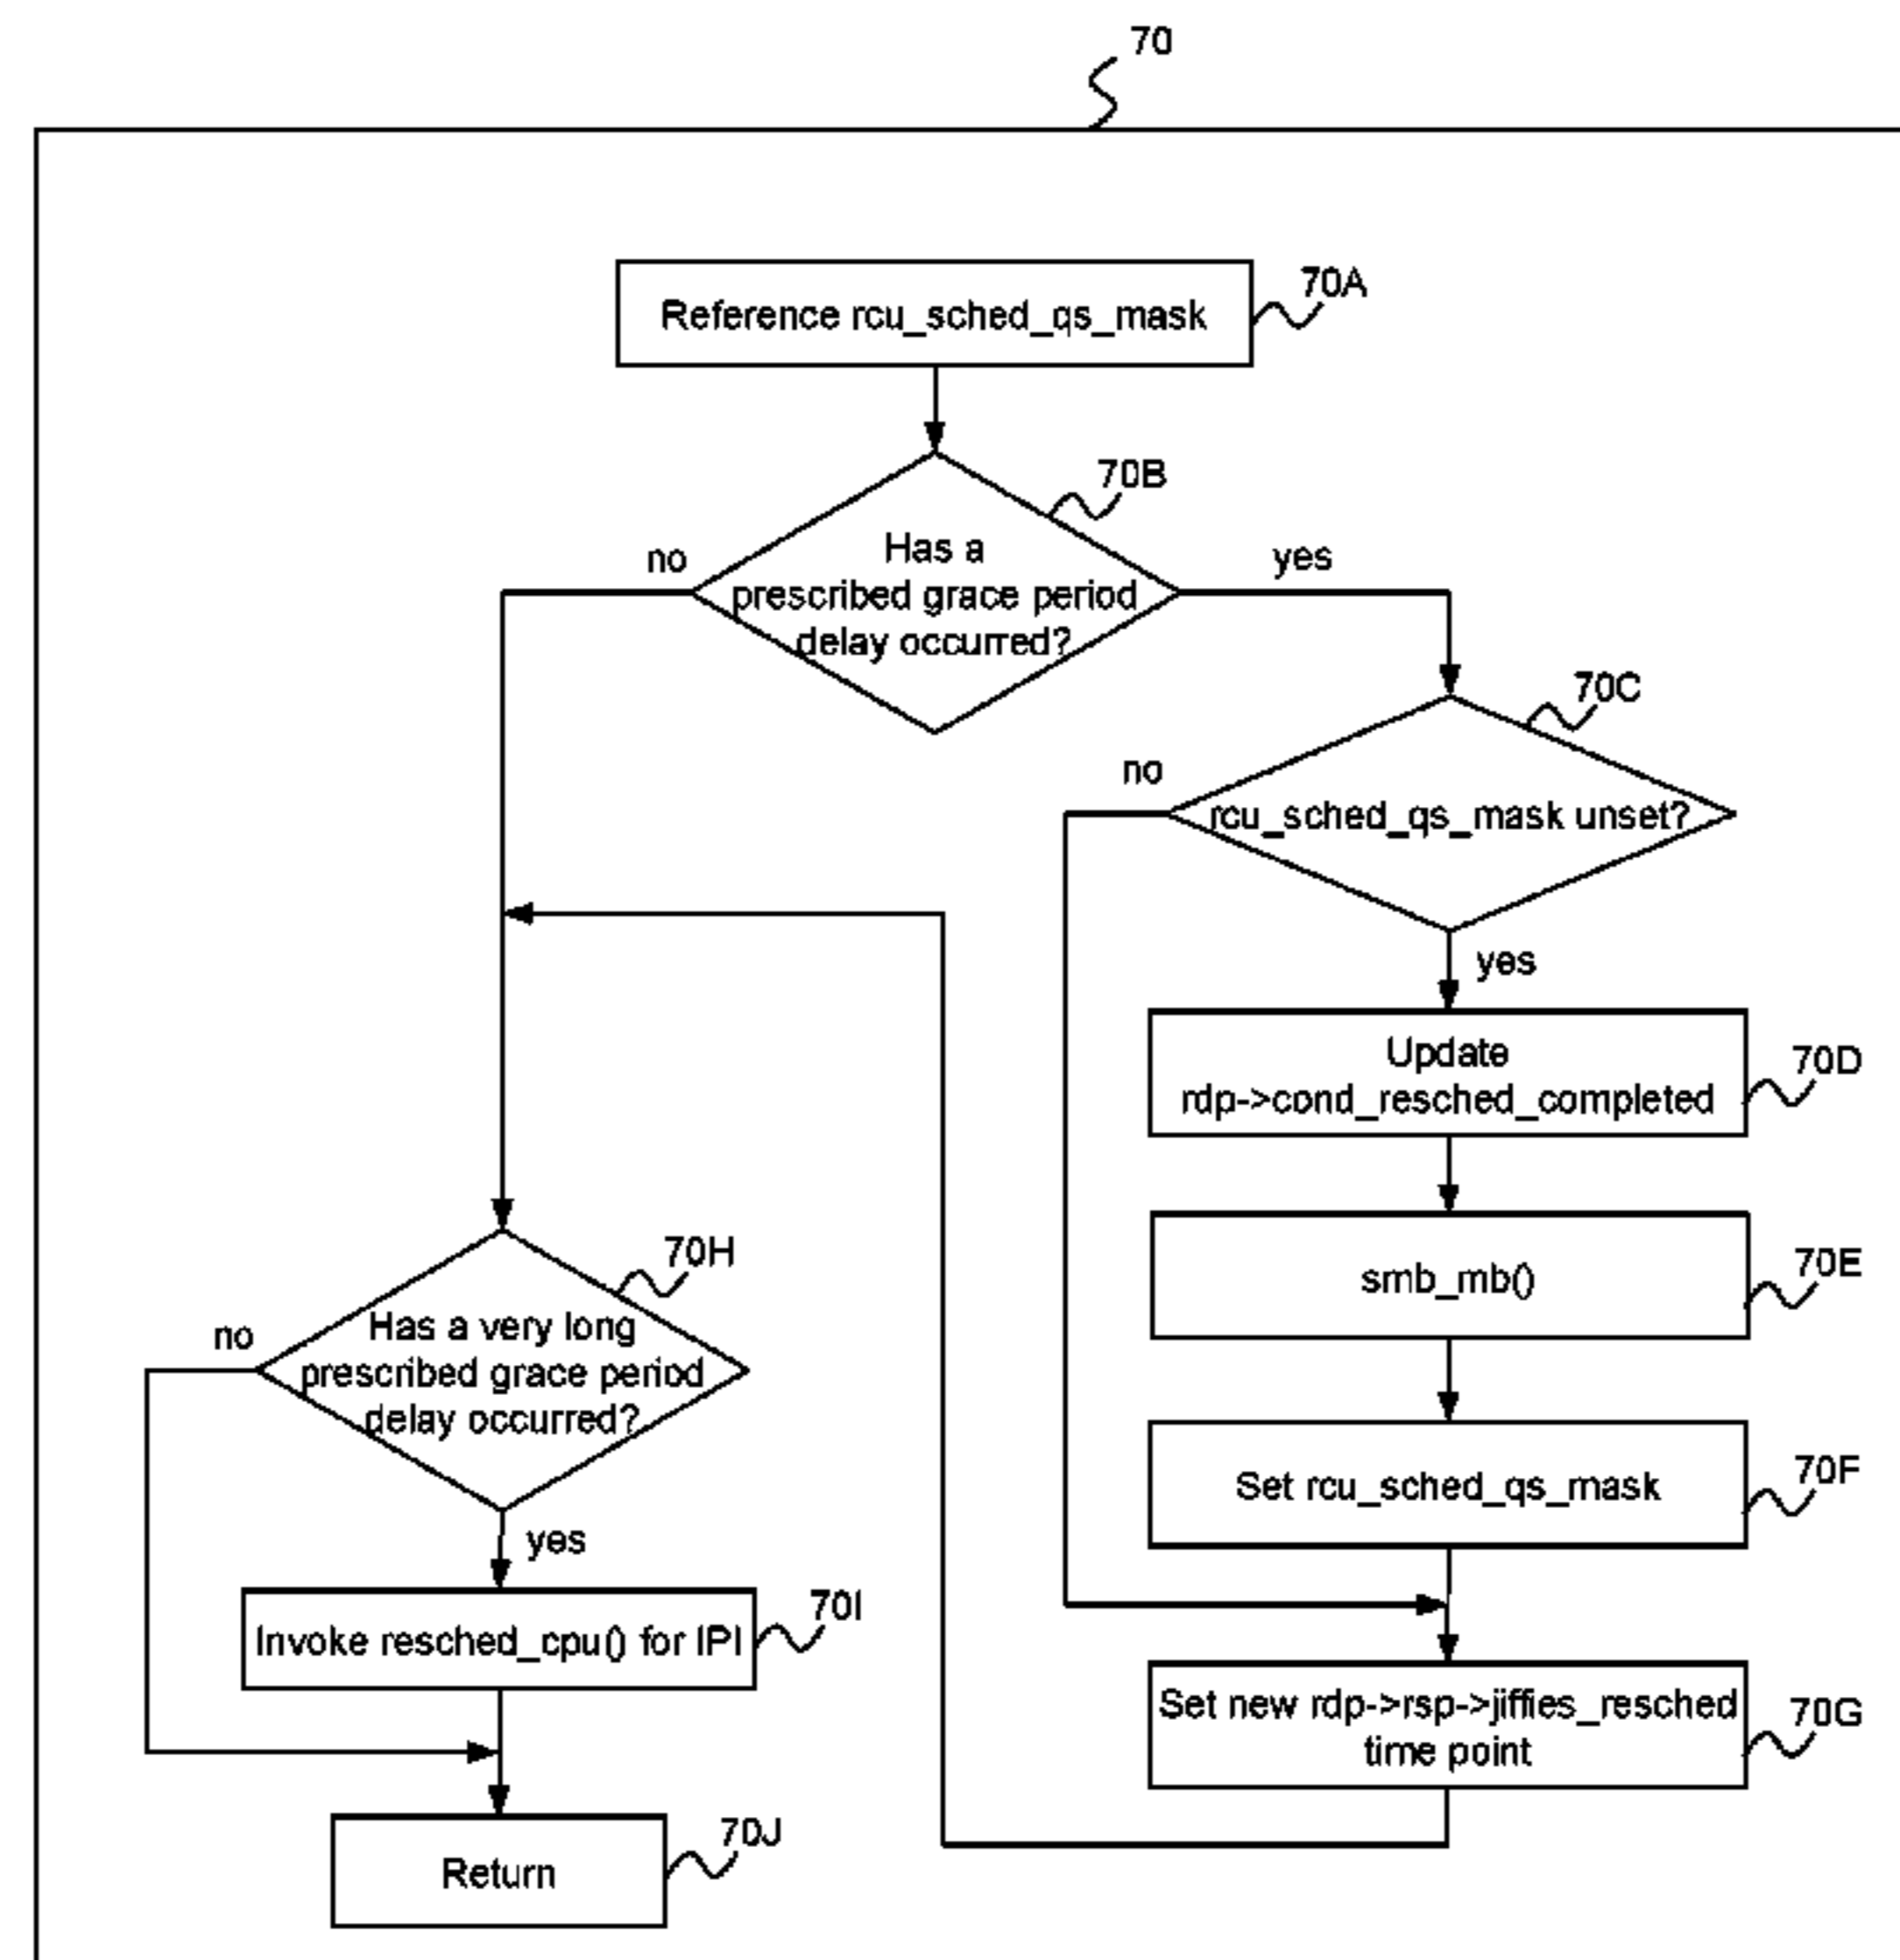 70
Reference rcu_sched_qs_mask
70A
70B
Has a
prescribed grace period
delay occurred?
no
yes
70C
rcu_sched_qs_mask unset?
no
yes
Update
rdp->cond_resched_completed
70D
smb_mb()
70E
Set rcu_sched_qs_mask
70F
Set new rdp->rsp->jiffies_resched
time point
70G
70H
Has a very long
prescribed grace period
delay occurred?
no
yes
Invoke resched_cpu() for IPI
70I
Return
70J